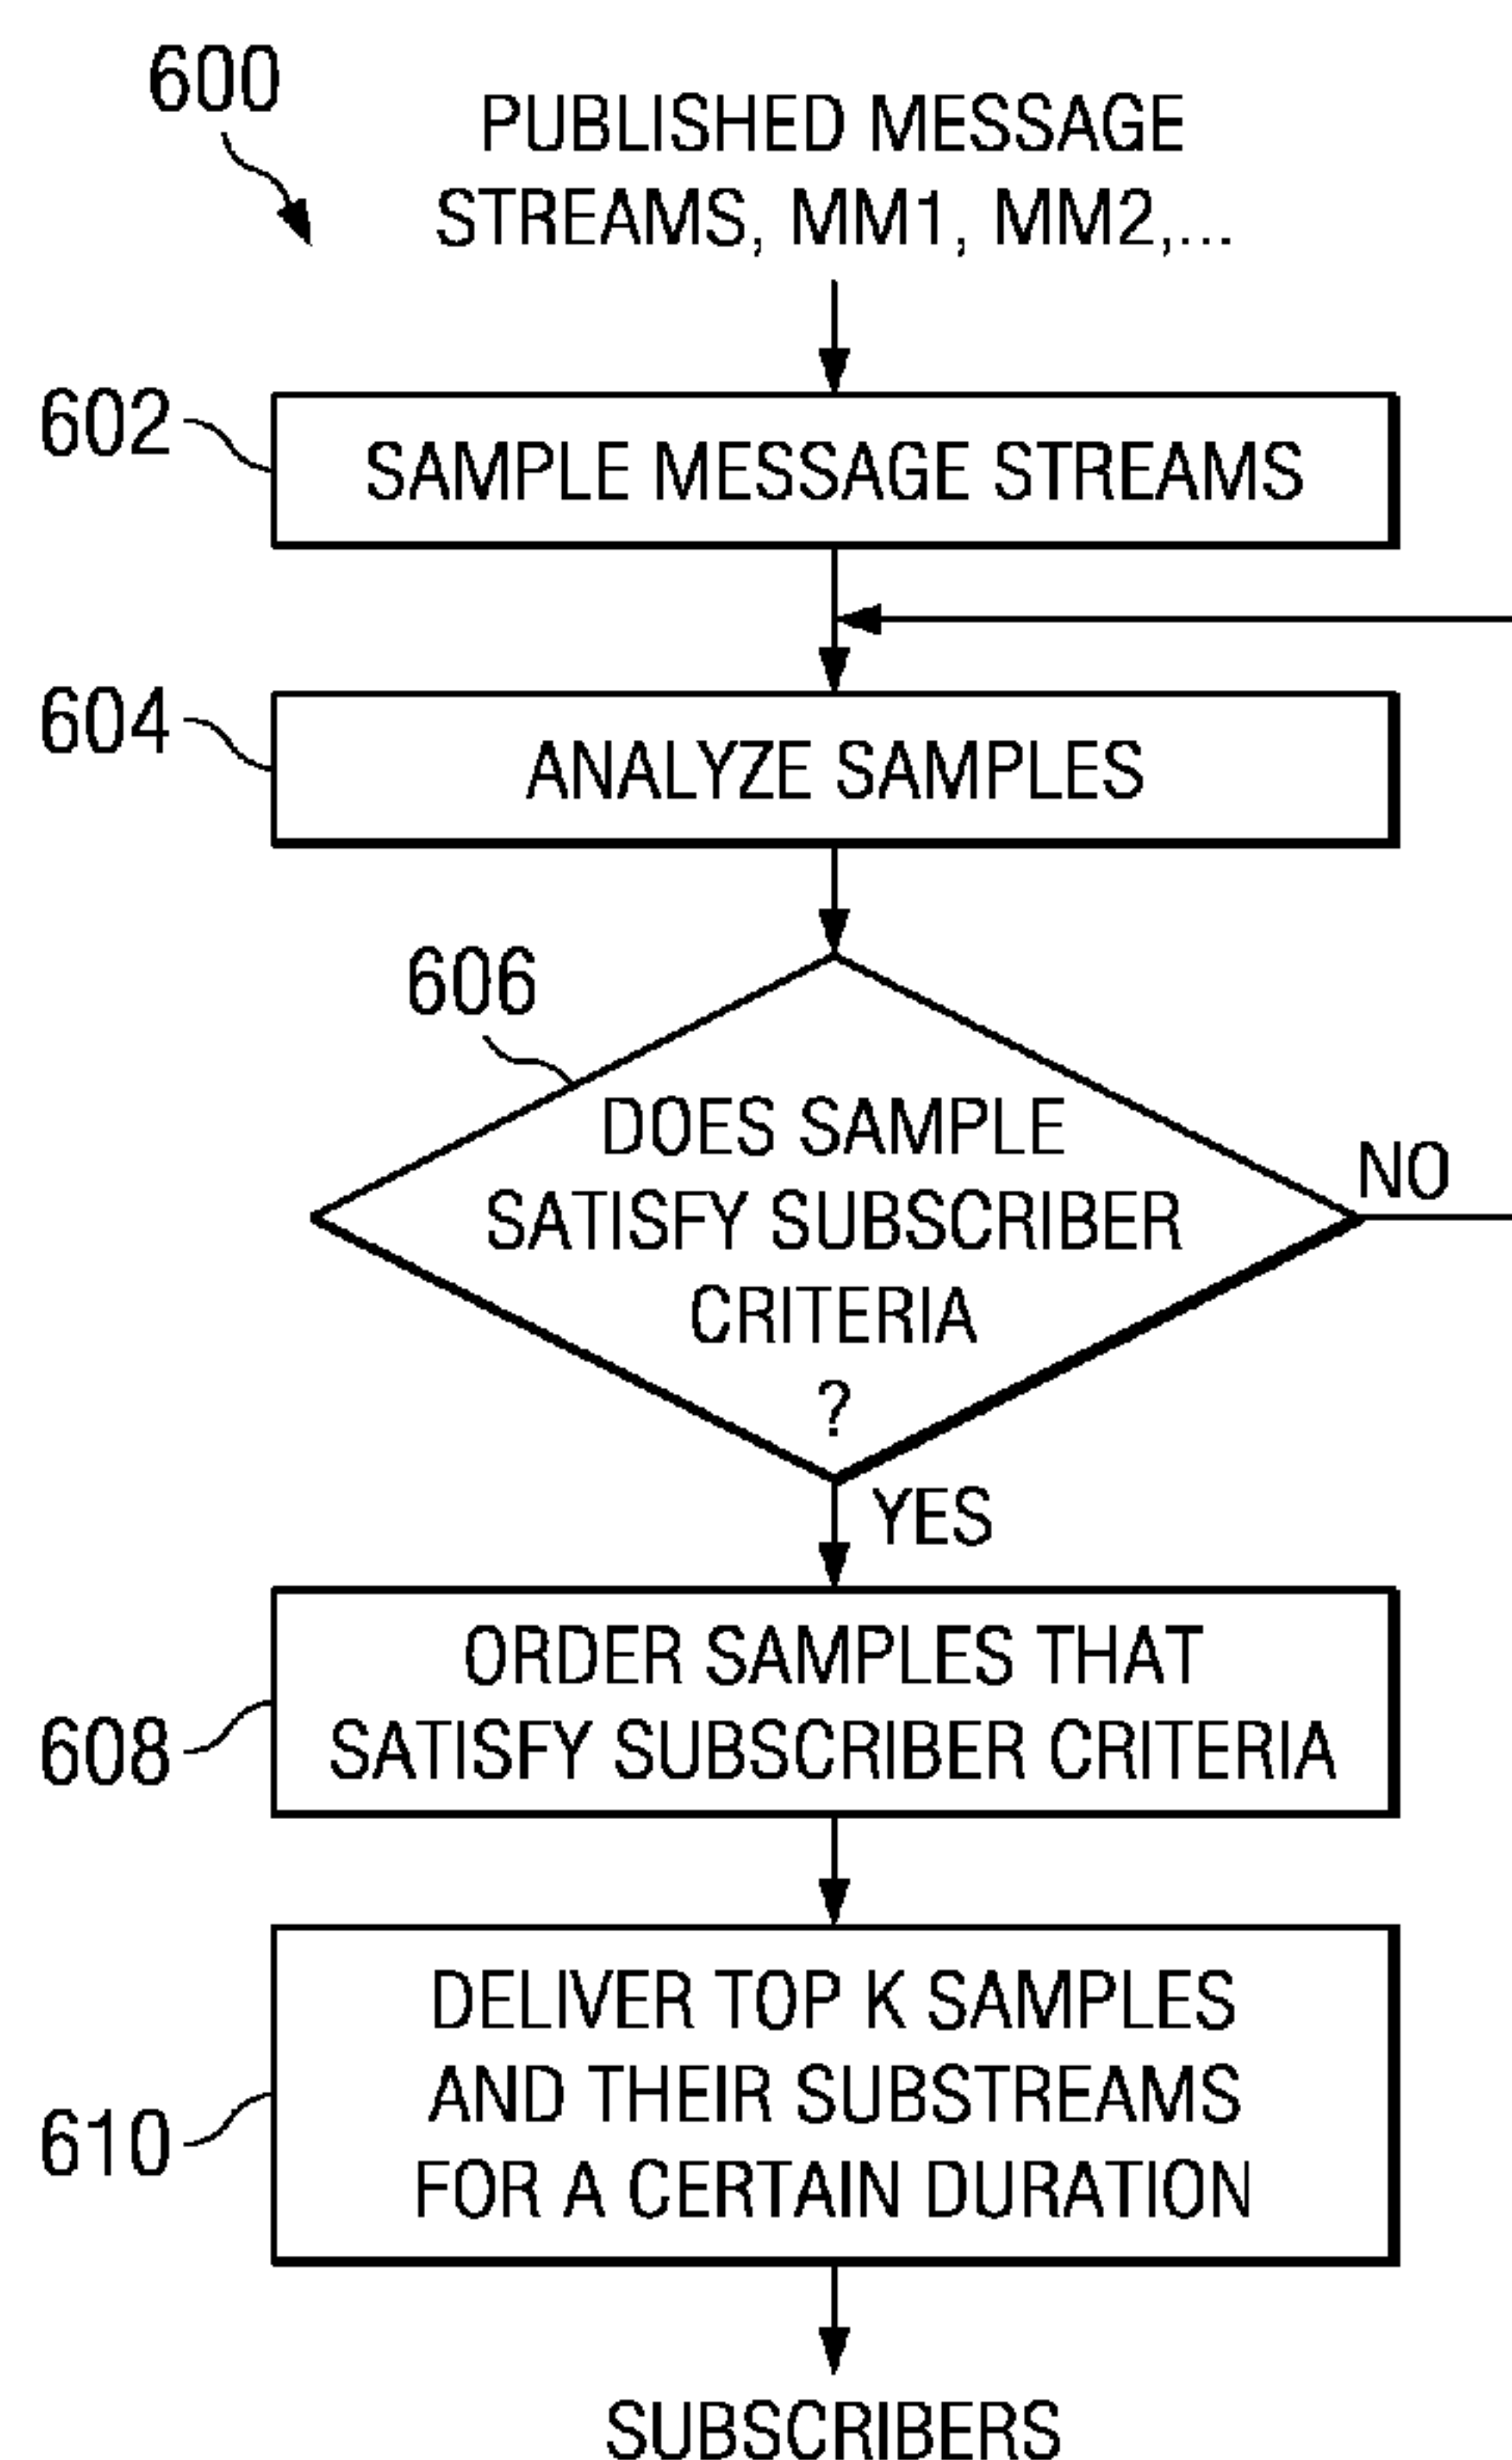 600
PUBLISHED MESSAGE
STREAMS, MM1, MM2,...
602
SAMPLE MESSAGE STREAMS
604
ANALYZE SAMPLES
606
DOES SAMPLE
SATISFY SUBSCRIBER
CRITERIA
?
NO
YES
ORDER SAMPLES THAT
SATISFY SUBSCRIBER CRITERIA
608
DELIVER TOP K SAMPLES
AND THEIR SUBSTREAMS
FOR A CERTAIN DURATION
610
SUBSCRIBERS